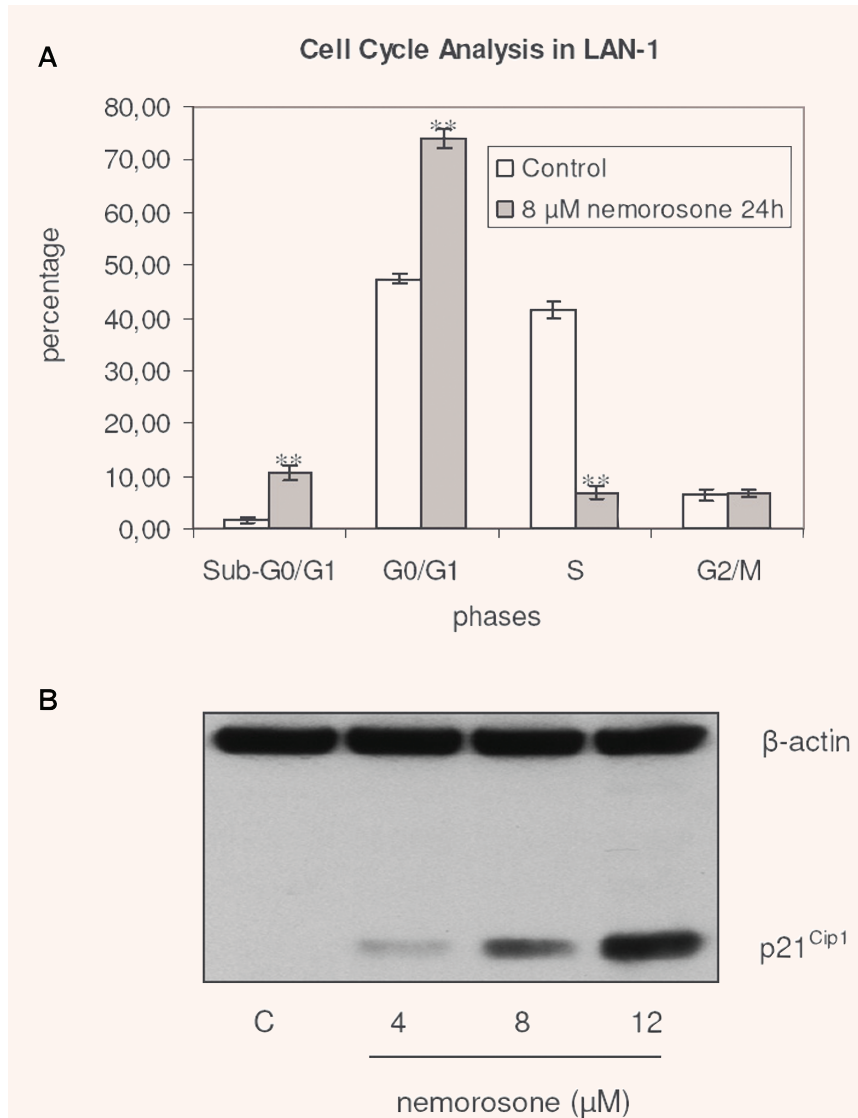 A
Cell Cycle Analysis in LAN-1
80,00
70,00
60,00
50,00
40,00
30,00
20,00
10,00
0,00
percentage
**
**
**
Control
8 µM nemorosone 24h
Sub-G0/G1 G0/G1 S G2/M
phases
B
β-actin
p21Cip1
C 4 8 12
nemorosone (µM)